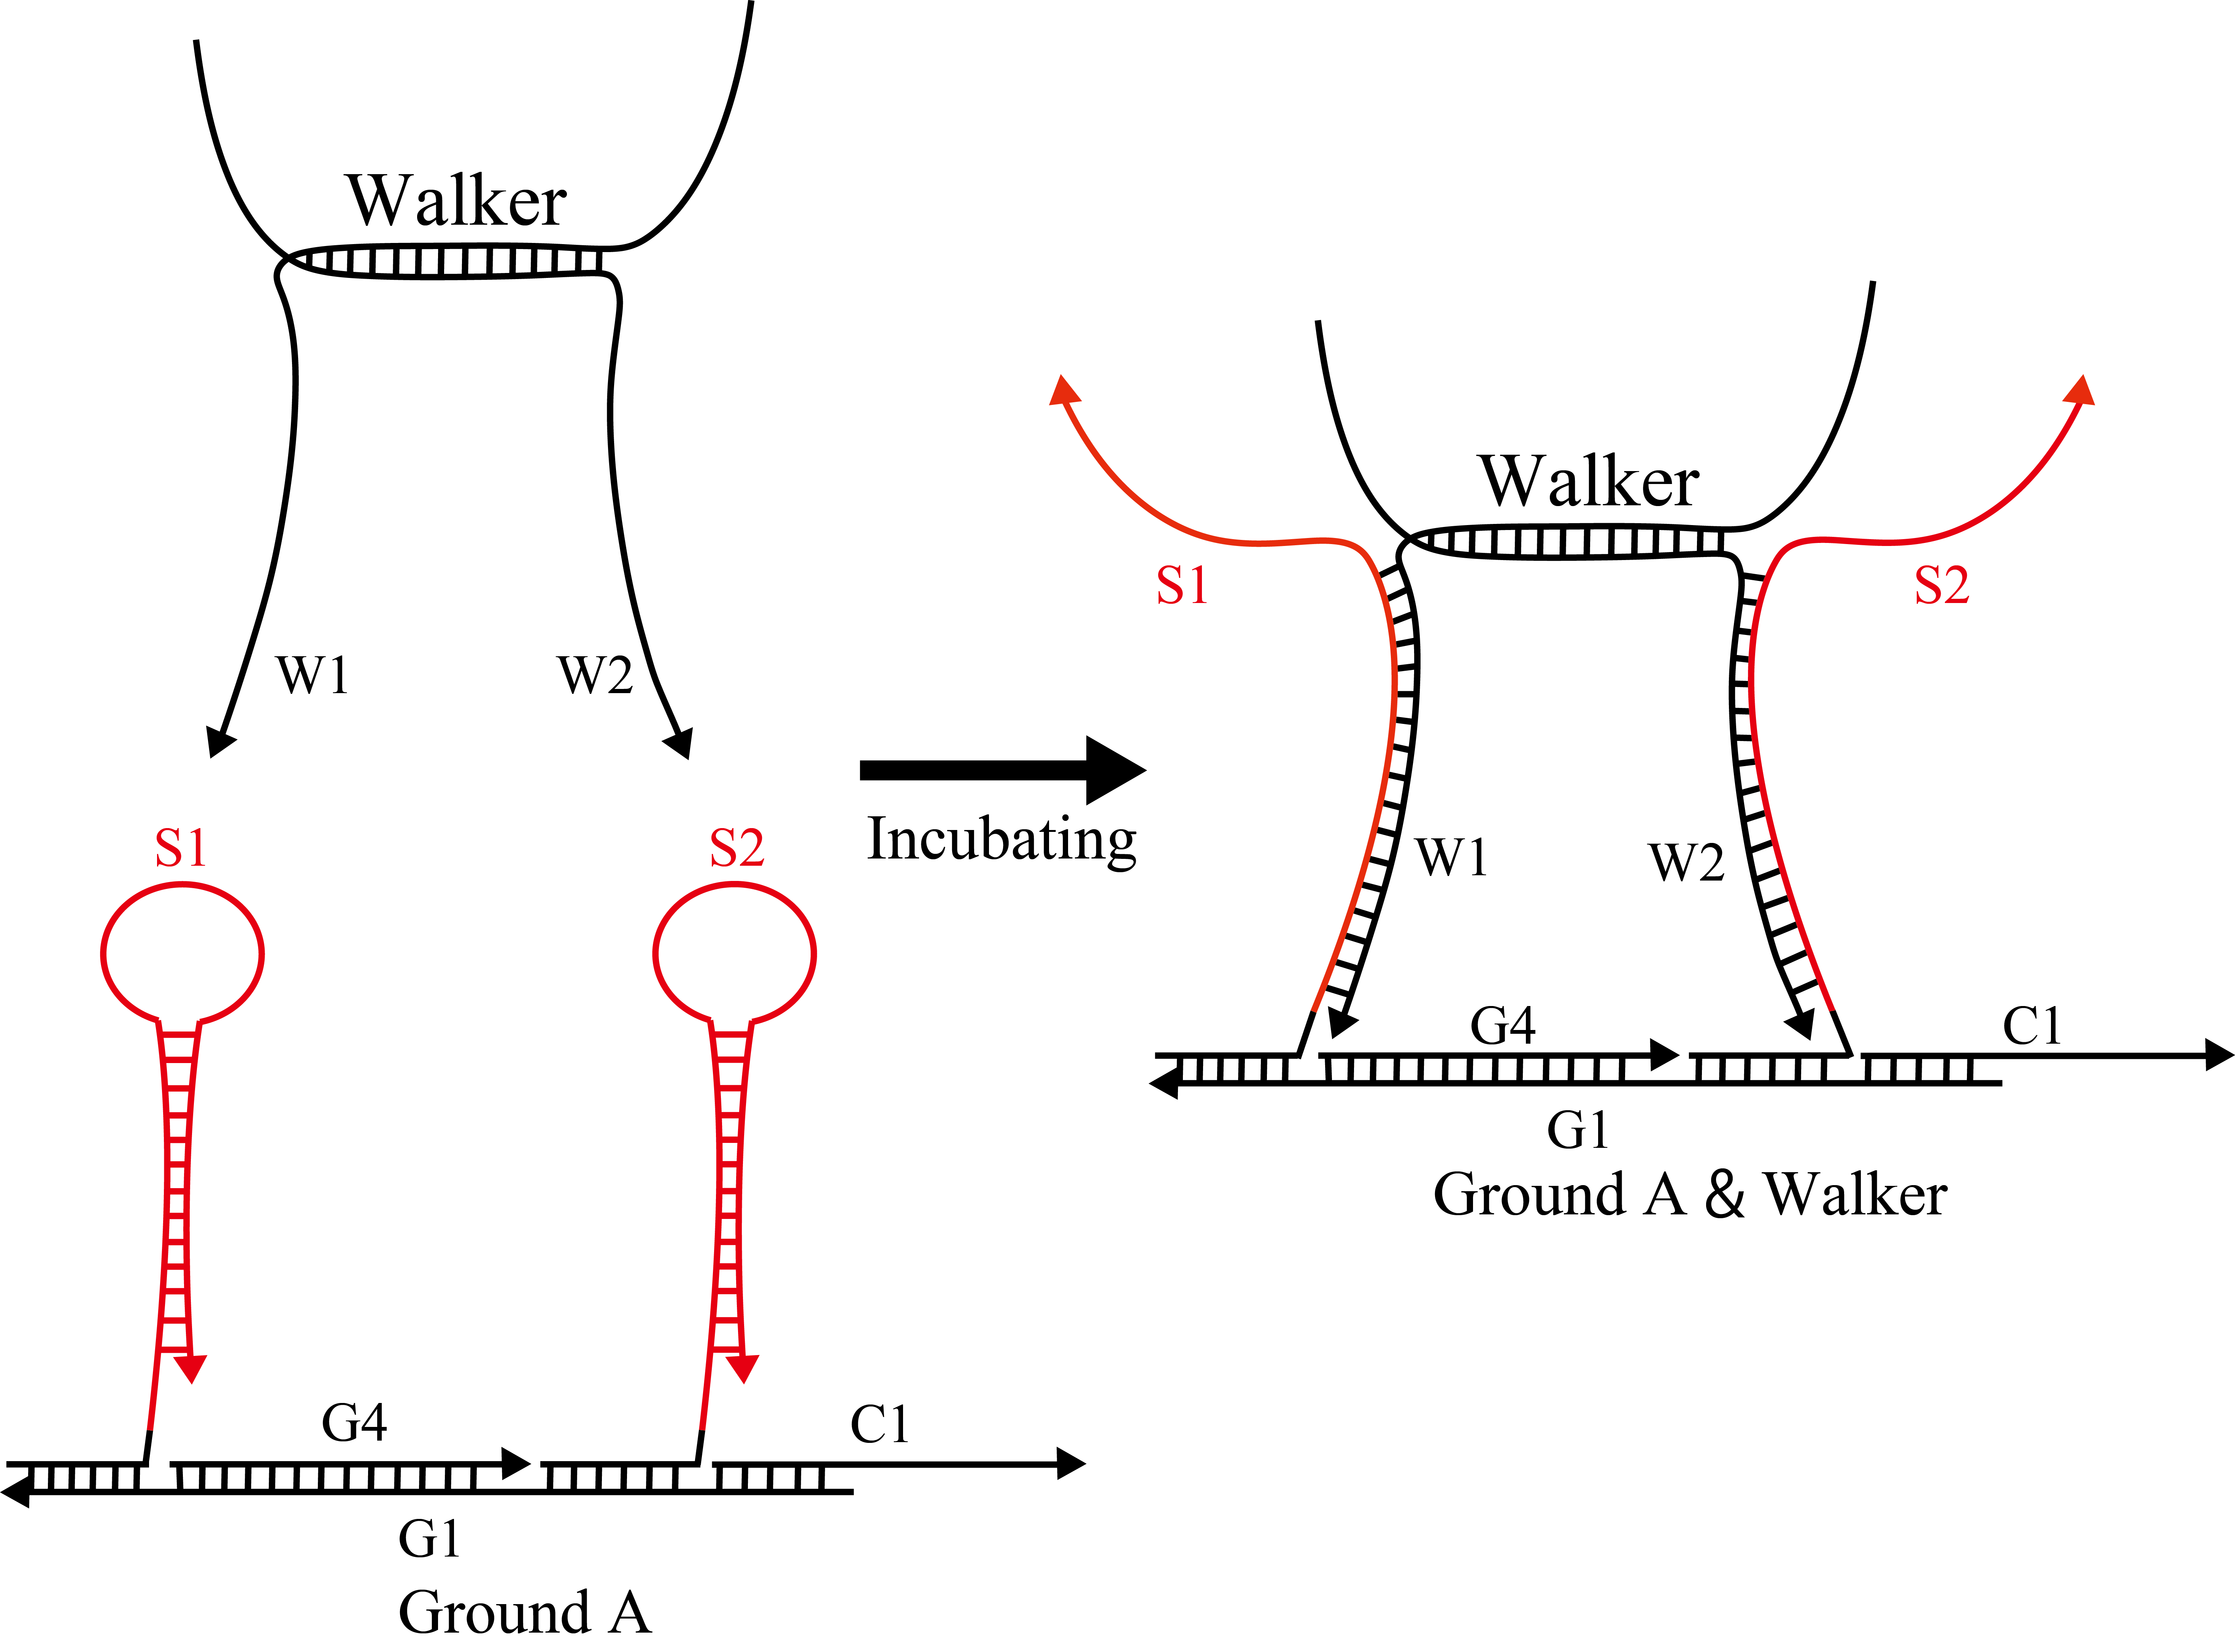 Walker
W1
W2
S1
S2
G4
C1
G1
Ground A
Incubating
Walker
S1
S2
W1
W2
G4
C1
G1
Ground A & Walker